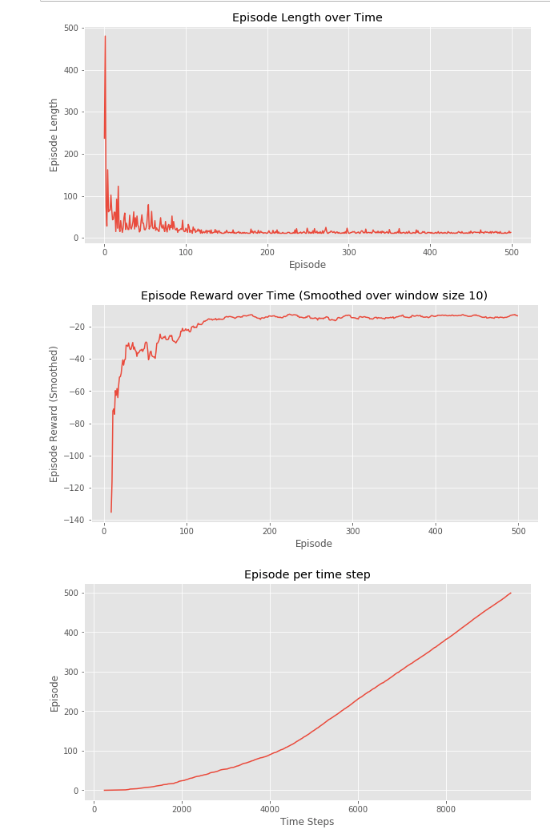 Episode Length over Time
500
400
300
200
100
0
Episode Length
0 100 200 300 400 500
Episode
Episode Reward over Time (Smoothed over window size 10)
−20
−40
−60
−80
−100
−120
−140
Episode Reward (Smoothed)
0 100 200 300 400 500
Episode
Episode per time step
500
400
300
200
100
0
Episode
0 2000 4000 6000 8000
Time Steps